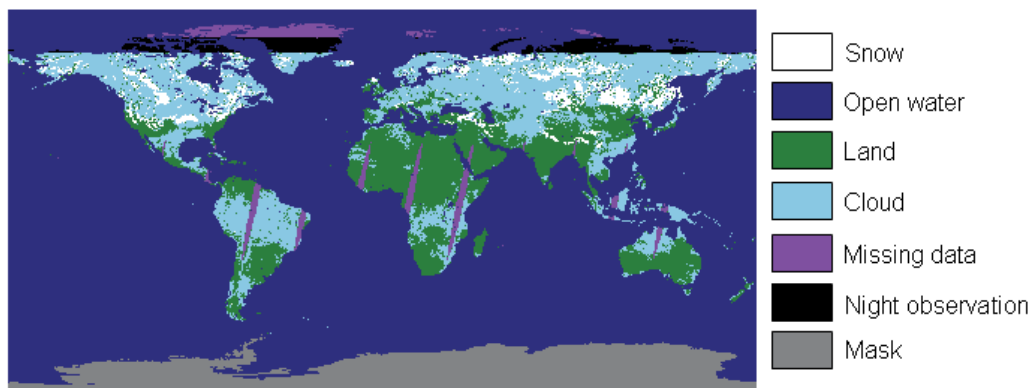 Snow
Open water
Land
Cloud
Missing data
Night observation
Mask